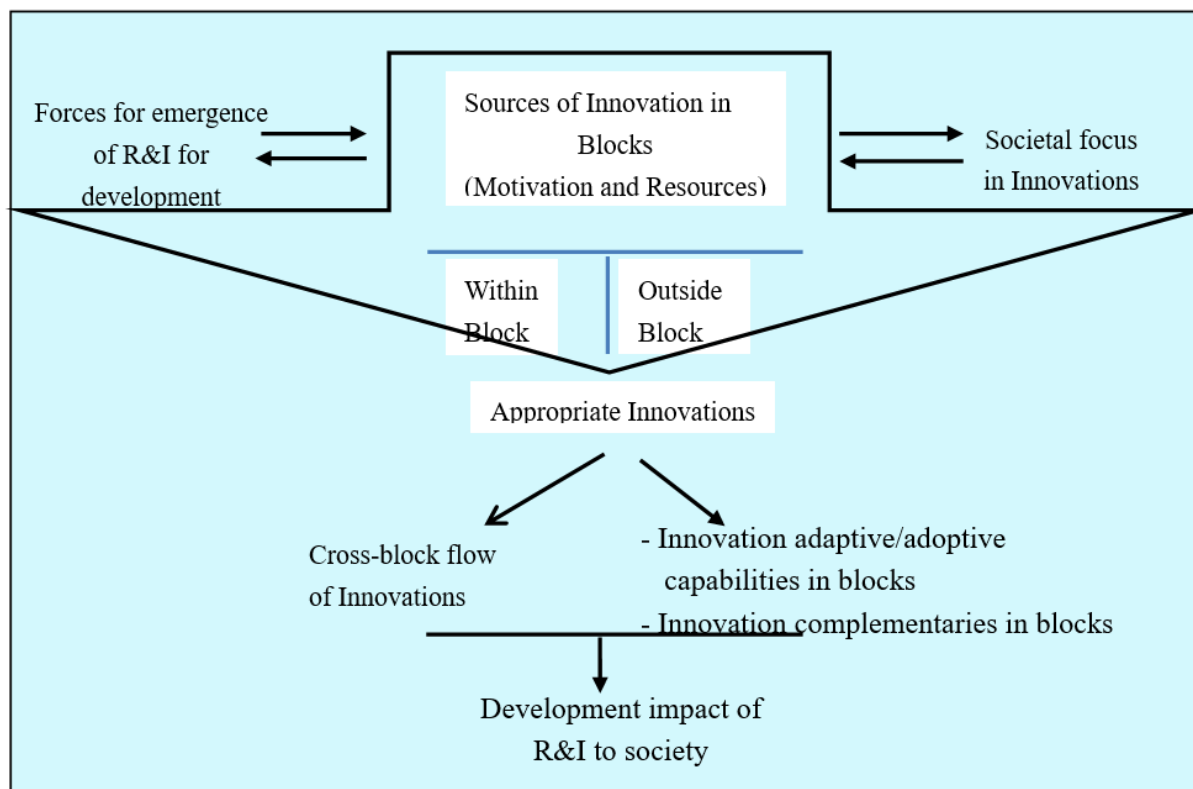 Forces for emergence
of R&I for
development
Sources of Innovation in
Blocks
(Motivation and Resources)
Societal focus
in Innovations
Within
Block
Outside
Block
Appropriate Innovations
Cross-block flow
of Innovations
- Innovation adaptive/adoptive
capabilities in blocks
- Innovation complementaries in blocks
Development impact of
R&I to society